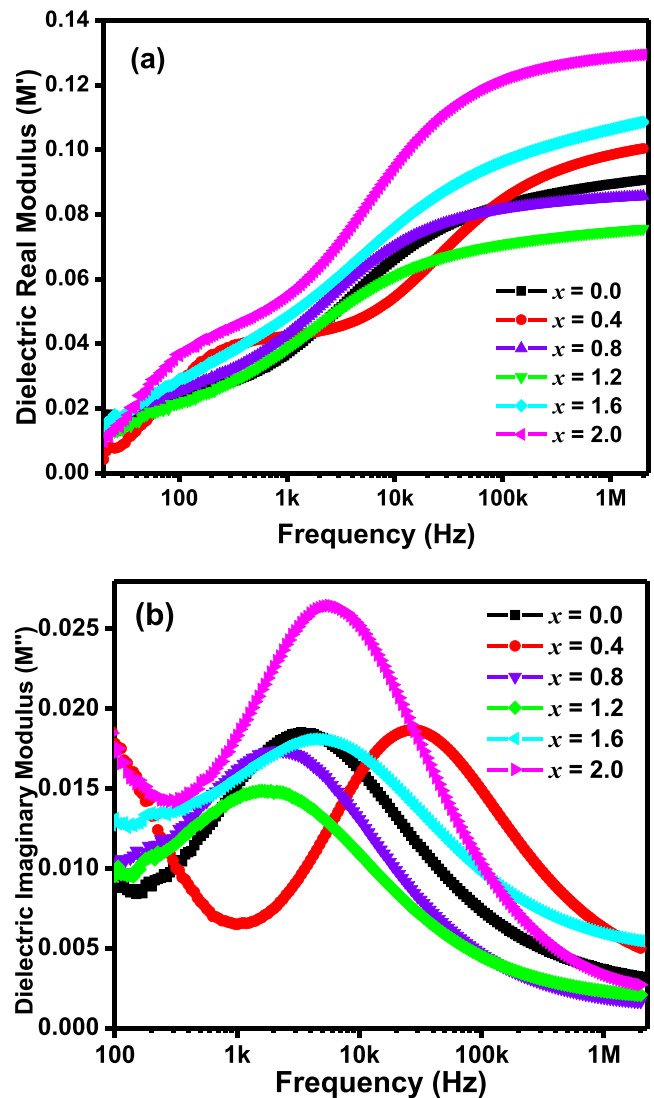 (a)
Dielectric Real Modulus (M')
0.14
0.12
0.10
0.08
0.06
0.04
0.02
0.00
x = 0.0
x = 0.4
x = 0.8
x = 1.2
x = 1.6
x = 2.0
100 1k 10k 100k 1M
Frequency (Hz)
(b)
Dielectric Imaginary Modulus (M'')
0.025
0.020
0.015
0.010
0.005
0.000
x = 0.0
x = 0.4
x = 0.8
x = 1.2
x = 1.6
x = 2.0
100 1k 10k 100k 1M
Frequency (Hz)